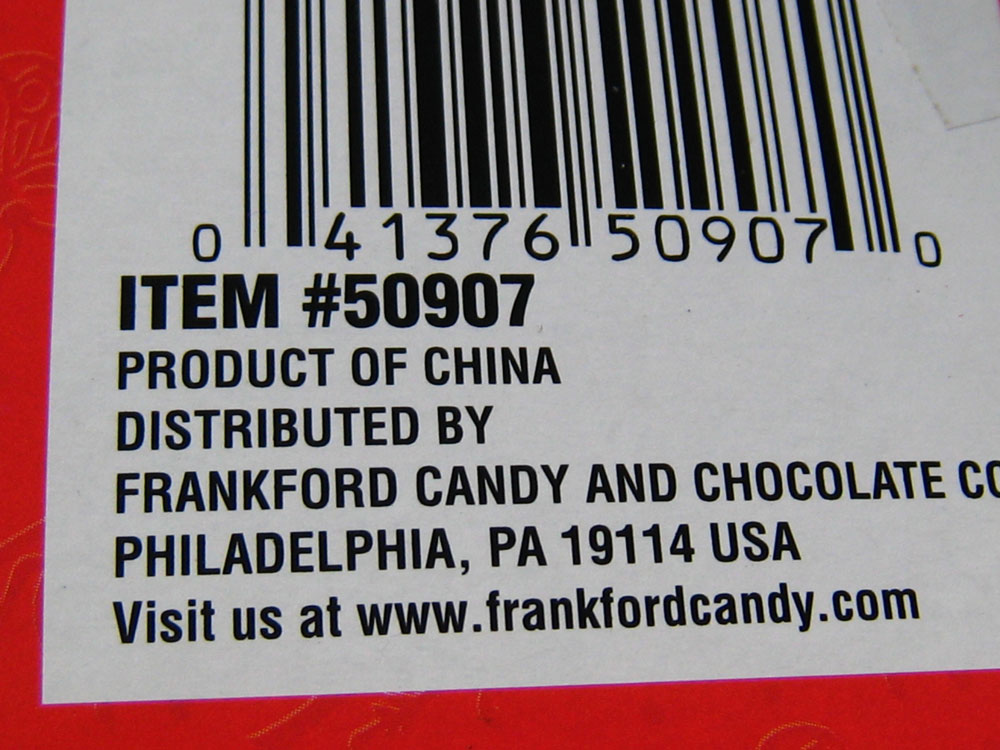 0 41376 50907 0
ITEM #50907
PRODUCT OF CHINA
DISTRIBUTED BY
FRANKFORD CANDY AND CHOCOLATE CO
PHILADELPHIA, PA 19114 USA
Visit us at www.frankfordcandy.com